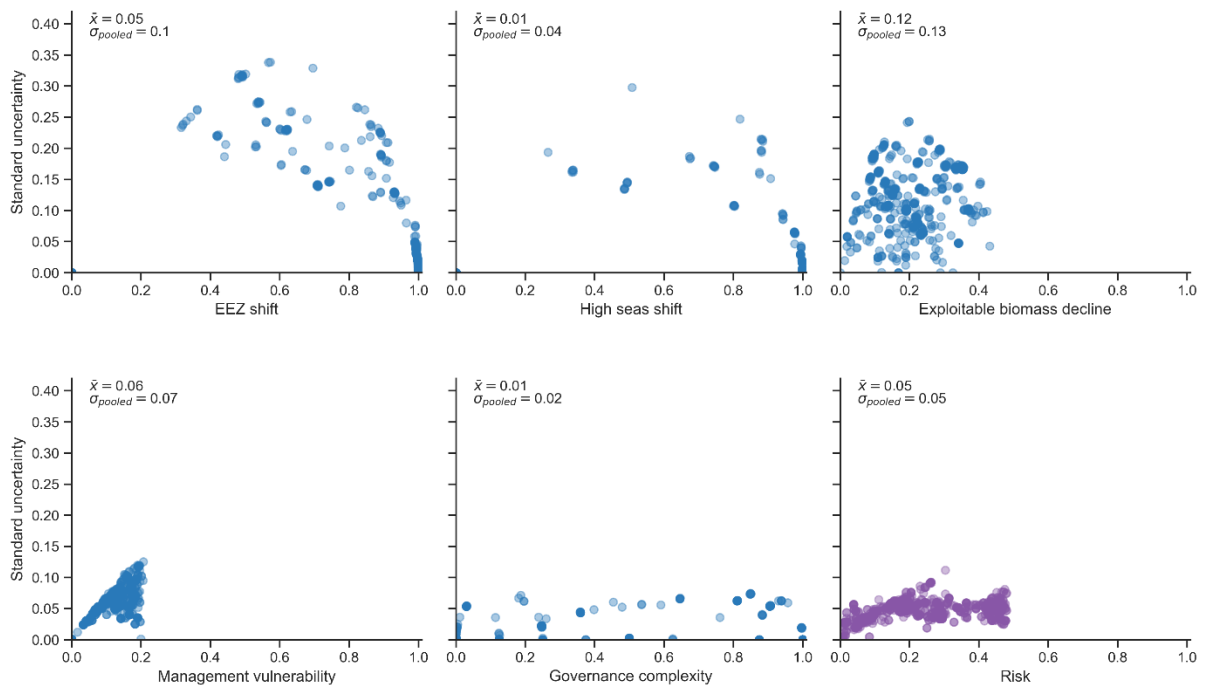 x̄ = 0.05
σpooled = 0.1
0.40
0.35
0.30
0.25
0.20
0.15
0.10
0.05
0.00
Standard uncertainty
0.0 0.2 0.4 0.6 0.8 1.0
EEZ shift
x̄ = 0.01
σpooled = 0.04
0.0 0.2 0.4 0.6 0.8 1.0
High seas shift
x̄ = 0.12
σpooled = 0.13
0.0 0.2 0.4 0.6 0.8 1.0
Exploitable biomass decline
x̄ = 0.06
σpooled = 0.07
0.40
0.35
0.30
0.25
0.20
0.15
0.10
0.05
0.00
Standard uncertainty
0.0 0.2 0.4 0.6 0.8 1.0
Management vulnerability
x̄ = 0.01
σpooled = 0.02
0.0 0.2 0.4 0.6 0.8 1.0
Governance complexity
x̄ = 0.05
σpooled = 0.05
0.0 0.2 0.4 0.6 0.8 1.0
Risk